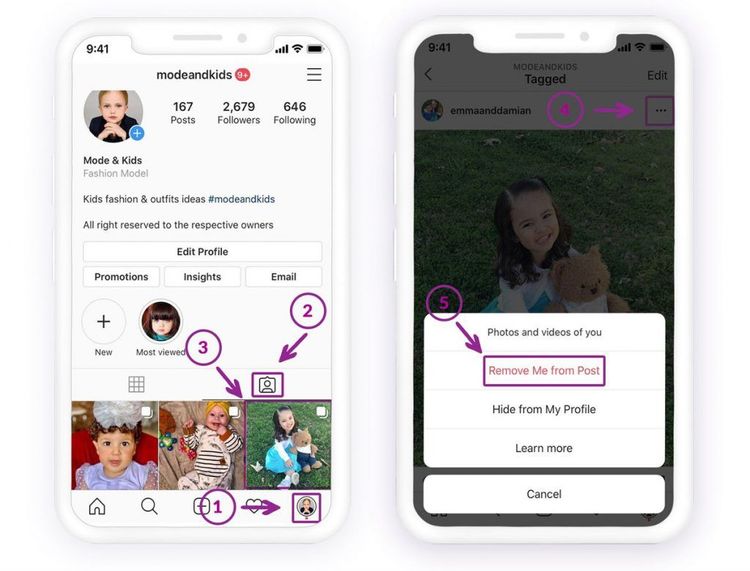 9:41
modeandkids 9+
167
Posts
2,679
Followers
646
Following
Mode & Kids
Fashion Model
Kids fashion & outfits ideas #modeandkids
All right reserved to the respective owners
Edit Profile
Promotions
Insights
Email
New
Most viewed
1
2
3
9:41
MODEANDKIDS
Tagged
Edit
emmaanddamian
4
5
Photos and videos of you
Remove Me from Post
Hide from My Profile
Learn more
Cancel